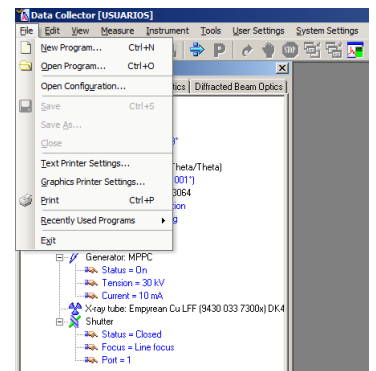 Data Collector [USUARIOS]
File Edit View Measure Instrument Tools User Settings System Settings
New Program... Ctrl+N
Open Program... Ctrl+O
Open Configuration...
tics Diffracted Beam Optics
Save Ctrl+S
Save As...
Close
Text Printer Settings...
heta/Theta)
Graphics Printer Settings...
001°)
Print Ctrl+P
3064
tion
Recently Used Programs
g
Exit
Generator: MPPC
Status = On
Tension = 30 kV
Current = 10 mA
X-ray tube: Empyrean Cu LFF (9430 033 7300x) DK4
Shutter
Status = Closed
Focus = Line focus
Port = 1